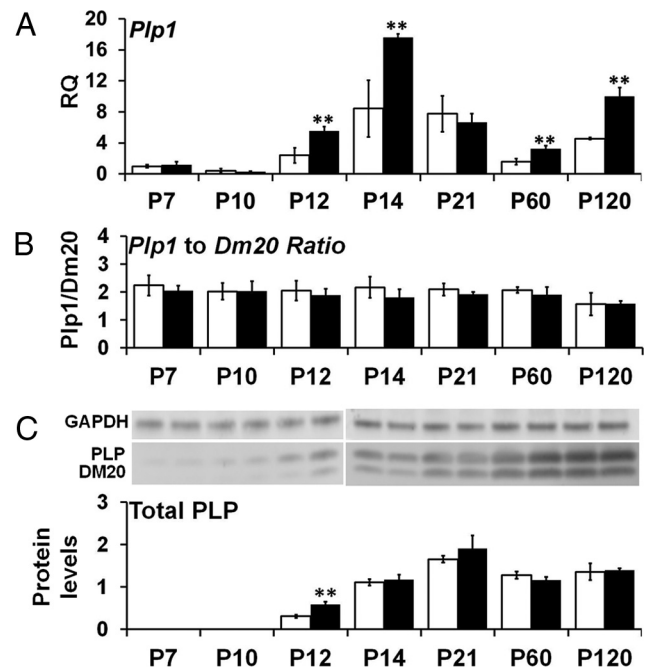 A
Plp1
RQ
20
16
12
8
4
0
**
**
**
**
P7 P10 P12 P14 P21 P60 P120
B
Plp1 to Dm20 Ratio
Plp1/Dm20
4
3
2
1
0
P7 P10 P12 P14 P21 P60 P120
C
GAPDH
PLP
DM20
Total PLP
Protein
levels
3
2
1
0
**
P7 P10 P12 P14 P21 P60 P120